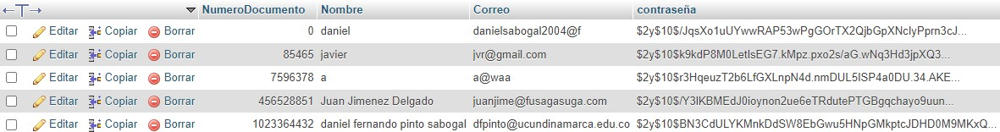 NumeroDocumento Nombre Correo contraseña
Editar Copiar Borrar 0 daniel danielsabogal2004@f $2y$10$/JqsXo1uUYwwRAP53wPgGOrTX2QjbGpXNcIyPprn3cJ...
Editar Copiar Borrar 85465 javier jvr@gmail.com $2y$10$k9kdP8M0LetIsEG7.kMpz.pxo2s/aG.wNq3Hd3jpXQ3...
Editar Copiar Borrar 7596378 a a@waa $2y$10$r3HqeuzT2b6LfGXLnpN4d.nmDUL5ISP4a0DU.34.AKE...
Editar Copiar Borrar 456528851 Juan Jimenez Delgado juanjime@fusagasuga.com $2y$10$/Y3IKBMEdJ0ioynon2ue6eTRdutePTGBgqchayo9uun...
Editar Copiar Borrar 1023364432 daniel fernando pinto sabogal dfpinto@ucundinamarca.edu.co $2y$10$BN3CdULYKMnkDdSW8EbGwu5HNpGMkptcJDHD0M9MKxQ...